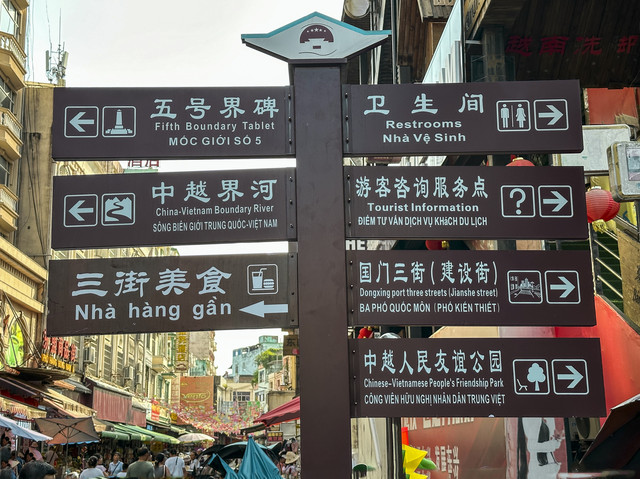 五号界碑
Fifth Boundary Tablet
MỐC GIỚI SỐ 5
中越界河
China-Vietnam Boundary River
SÔNG BIÊN GIỚI TRUNG QUỐC-VIỆT NAM
三街美食
Nhà hàng gần
卫生间
Restrooms
Nhà Vệ Sinh
游客咨询服务点
Tourist Information
ĐIỂM TƯ VẤN DỊCH VỤ KHÁCH DU LỊCH
?
国门三街(建设街)
Dongxing port three streets (Jianshe street)
BA PHỐ QUỐC MÔN (PHỐ KIẾN THIẾT)
中越人民友谊公园
Chinese-Vietnamese People's Friendship Park
CÔNG VIÊN HỮU NGHỊ NHÂN DÂN TRUNG VIỆT